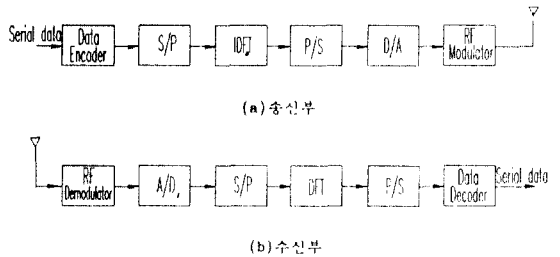 Serial data
Data Encoder
S/P
IDFT
P/S
D/A
RF Modulator
(a)송신부
RF Demodulator
A/D
S/P
DFT
P/S
Data Decoder
Serial data
(b)수신부